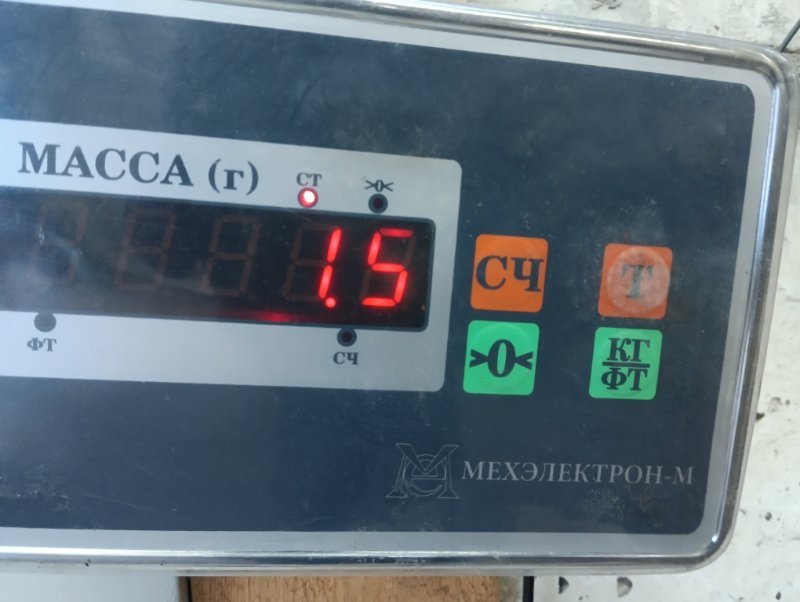 МАССА (г)
СТ
>0<
1.5
ФТ
СЧ
СЧ
Т
>0<
КГ
ФТ
МЕХЭЛЕКТРОН-М